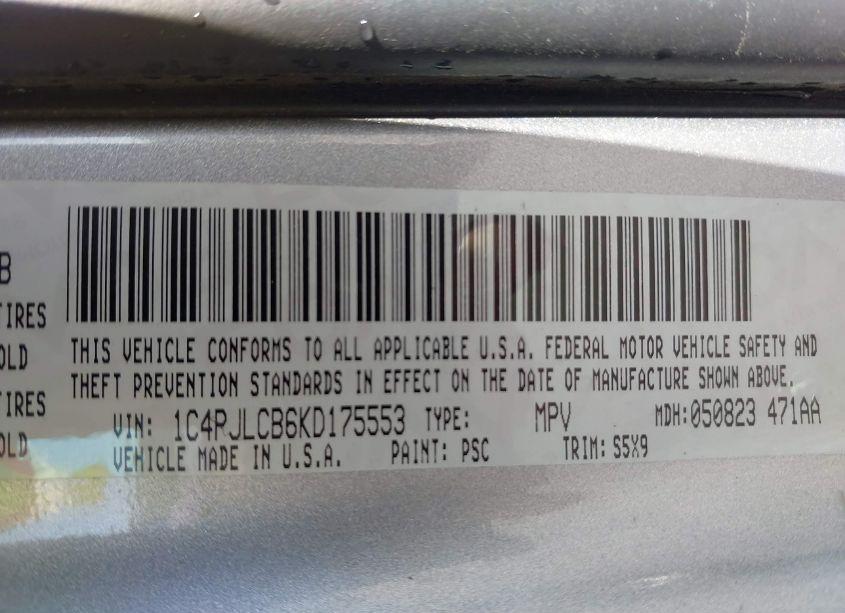 B
TIRES
OLD
THIS VEHICLE CONFORMS TO ALL APPLICABLE U.S.A. FEDERAL MOTOR VEHICLE SAFETY AND
THEFT PREVENTION STANDARDS IN EFFECT ON THE DATE OF MANUFACTURE SHOWN ABOVE.
TIRES
VIN: 1C4RJLCB6KD175553 TYPE: MPV MDH:050823 471AA
OLD
VEHICLE MADE IN U.S.A. PAINT: PSC TRIM: S5X9